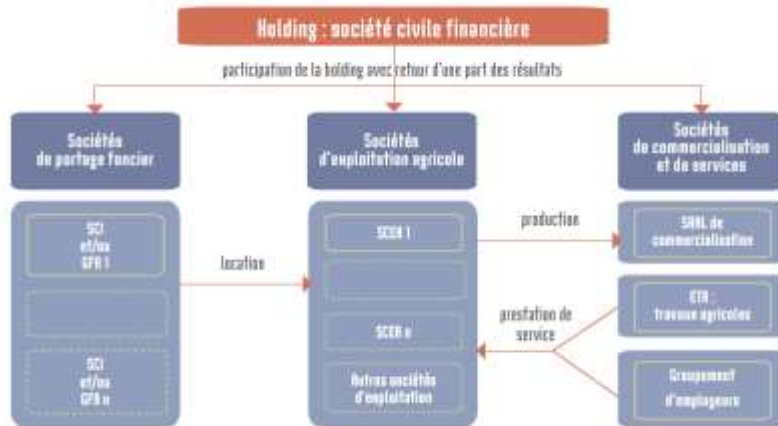 Holding : société civile financière
participation de la holding avec retour d'une part des résultats
Sociétés
de portage foncier
Sociétés
d'exploitation agricole
Sociétés
de commercialisation
et de services
SCI
et/ou
GFA 1
SCI
et/ou
GFA n
location
SCEA 1
SCEA n
Autres sociétés
d'exploitation
production
prestation de
service
SARL de
commercialisation
ETA :
travaux agricoles
Groupement
d'employeurs